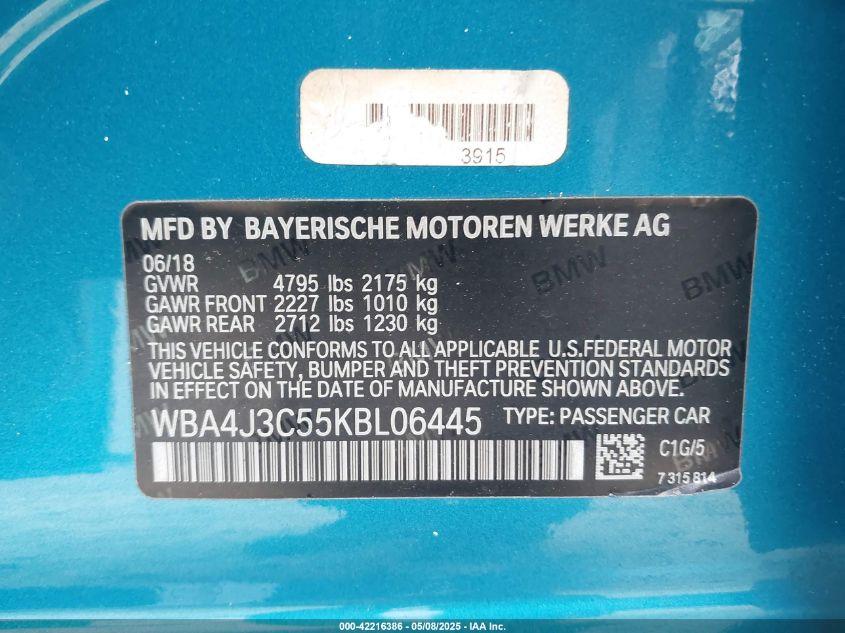 3915
MFD BY BAYERISCHE MOTOREN WERKE AG
06/18
GVWR 4795 lbs 2175 kg
GAWR FRONT 2227 lbs 1010 kg
GAWR REAR 2712 lbs 1230 kg
THIS VEHICLE CONFORMS TO ALL APPLICABLE U.S.FEDERAL MOTOR
VEHICLE SAFETY, BUMPER AND THEFT PREVENTION STANDARDS
IN EFFECT ON THE DATE OF MANUFACTURE SHOWN ABOVE.
WBA4J3C55KBL06445 TYPE: PASSENGER CAR
C1G/5
7 315 814
000-42216386 - 05/08/2025 - IAA Inc.